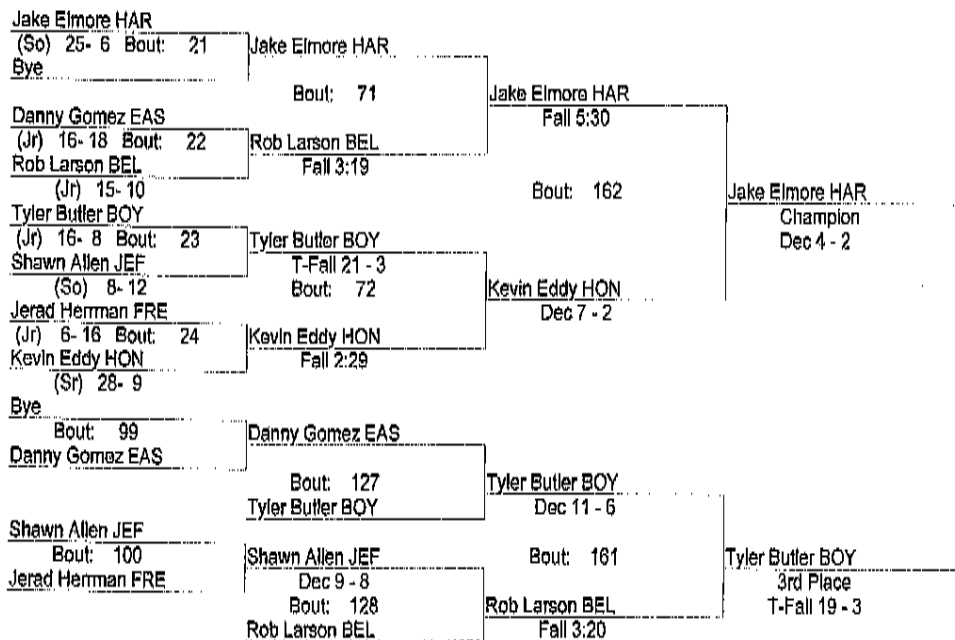 Jake Elmore HAR
(So) 25- 6 Bout: 21
Bye
Jake Elmore HAR
Bout: 71
Jake Elmore HAR
Fall 5:30
Danny Gomez EAS
(Jr) 16- 18 Bout: 22
Rob Larson BEL
(Jr) 15- 10
Rob Larson BEL
Fall 3:19
Bout: 162
Jake Elmore HAR
Champion
Dec 4 - 2
Tyler Butler BOY
(Jr) 16- 8 Bout: 23
Shawn Allen JEF
(So) 8- 12
Tyler Butler BOY
T-Fall 21 - 3
Bout: 72
Kevin Eddy HON
Dec 7 - 2
Jerad Herrman FRE
(Jr) 6- 16 Bout: 24
Kevin Eddy HON
(Sr) 28- 9
Kevin Eddy HON
Fall 2:29
Bye
Bout: 99
Danny Gomez EAS
Danny Gomez EAS
Bout: 127
Tyler Butler BOY
Tyler Butler BOY
Dec 11 - 6
Shawn Allen JEF
Bout: 100
Jerad Herrman FRE
Shawn Allen JEF
Dec 9 - 8
Bout: 128
Rob Larson BEL
Bout: 161
Rob Larson BEL
Fall 3:20
Tyler Butler BOY
3rd Place
T-Fall 19 - 3